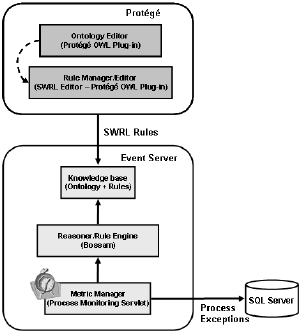 Protégé
Ontology Editor
(Protégé OWL Plug-in)
Rule Manager/Editor
(SWRL Editor – Protégé OWL Plug-in)
SWRL Rules
Event Server
Knowledge base
(Ontology + Rules)
Reasoner/Rule Engine
(Bossam)
Metric Manager
(Process Monitoring Servlet)
SQL Server
Process
Exceptions